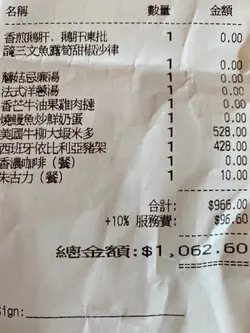 名稱 數量 金額
香煎鵝肝, 鵝肝凍批 1 0.00
三文魚露筍甜椒沙律 1 0.00
蘑菇忌廉湯 1 0.00
法式洋蔥湯 1 0.00
香芒牛油果雞肉撻 1 0.00
燒鰻魚炒鮮奶蛋 1 0.00
美國牛柳大蝦米多 1 528.00
西班牙依比利亞豬架 1 428.00
香濃咖啡 (餐) 1 0.00
朱古力 (餐) 1 10.00
合計: $966.00
+10% 服務費: $96.60
總金額:$1,062.60
Sign: